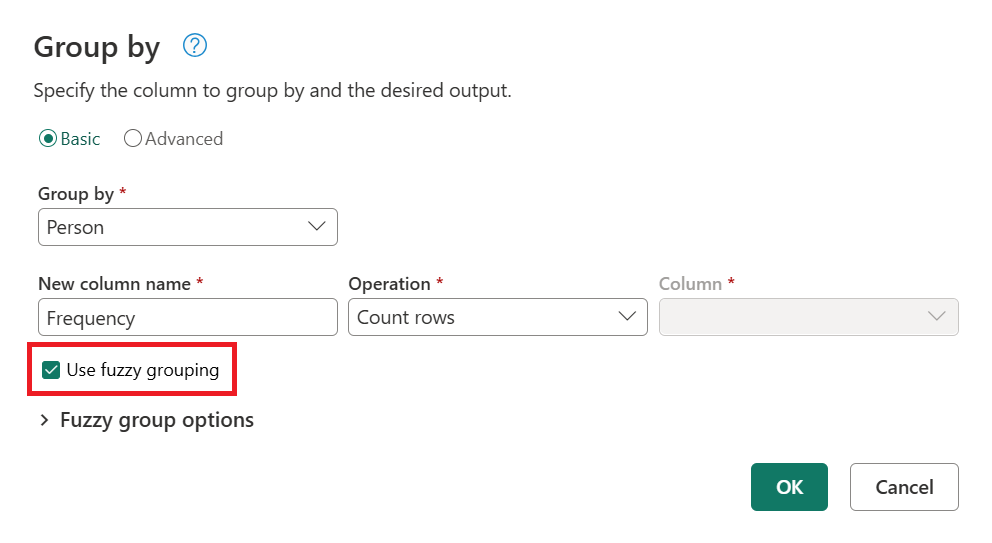 Group by ?
Specify the column to group by and the desired output.
Basic Advanced
Group by *
Person
New column name * Operation * Column *
Frequency Count rows
Use fuzzy grouping
Fuzzy group options
OK Cancel